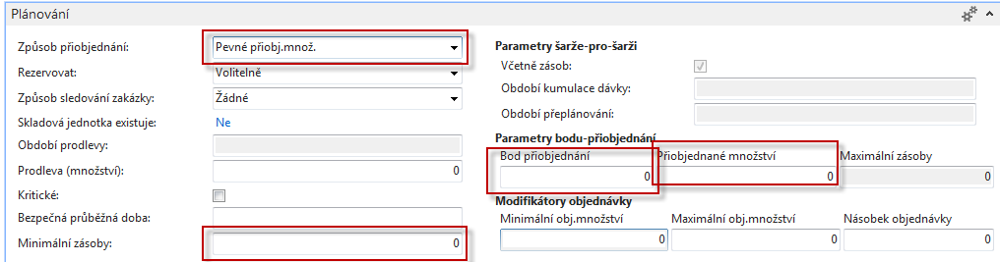 Plánování
Způsob přiobjednání: Pevné přiobj.množ.
Rezervovat: Volitelně
Způsob sledování zakázky: Žádné
Skladová jednotka existuje: Ne
Období prodlevy:
Prodleva (množství): 0
Kritické:
Bezpečná průběžná doba:
Minimální zásoby: 0
Parametry šarže-pro-šarži
Včetně zásob:
Období kumulace dávky:
Období přeplánování:
Parametry bodu-přiobjednání
Bod přiobjednání Přiobjednané množství Maximální zásoby
0 0 0
Modifikátory objednávky
Minimální obj.množství Maximální obj.množství Násobek objednávky
0 0 0